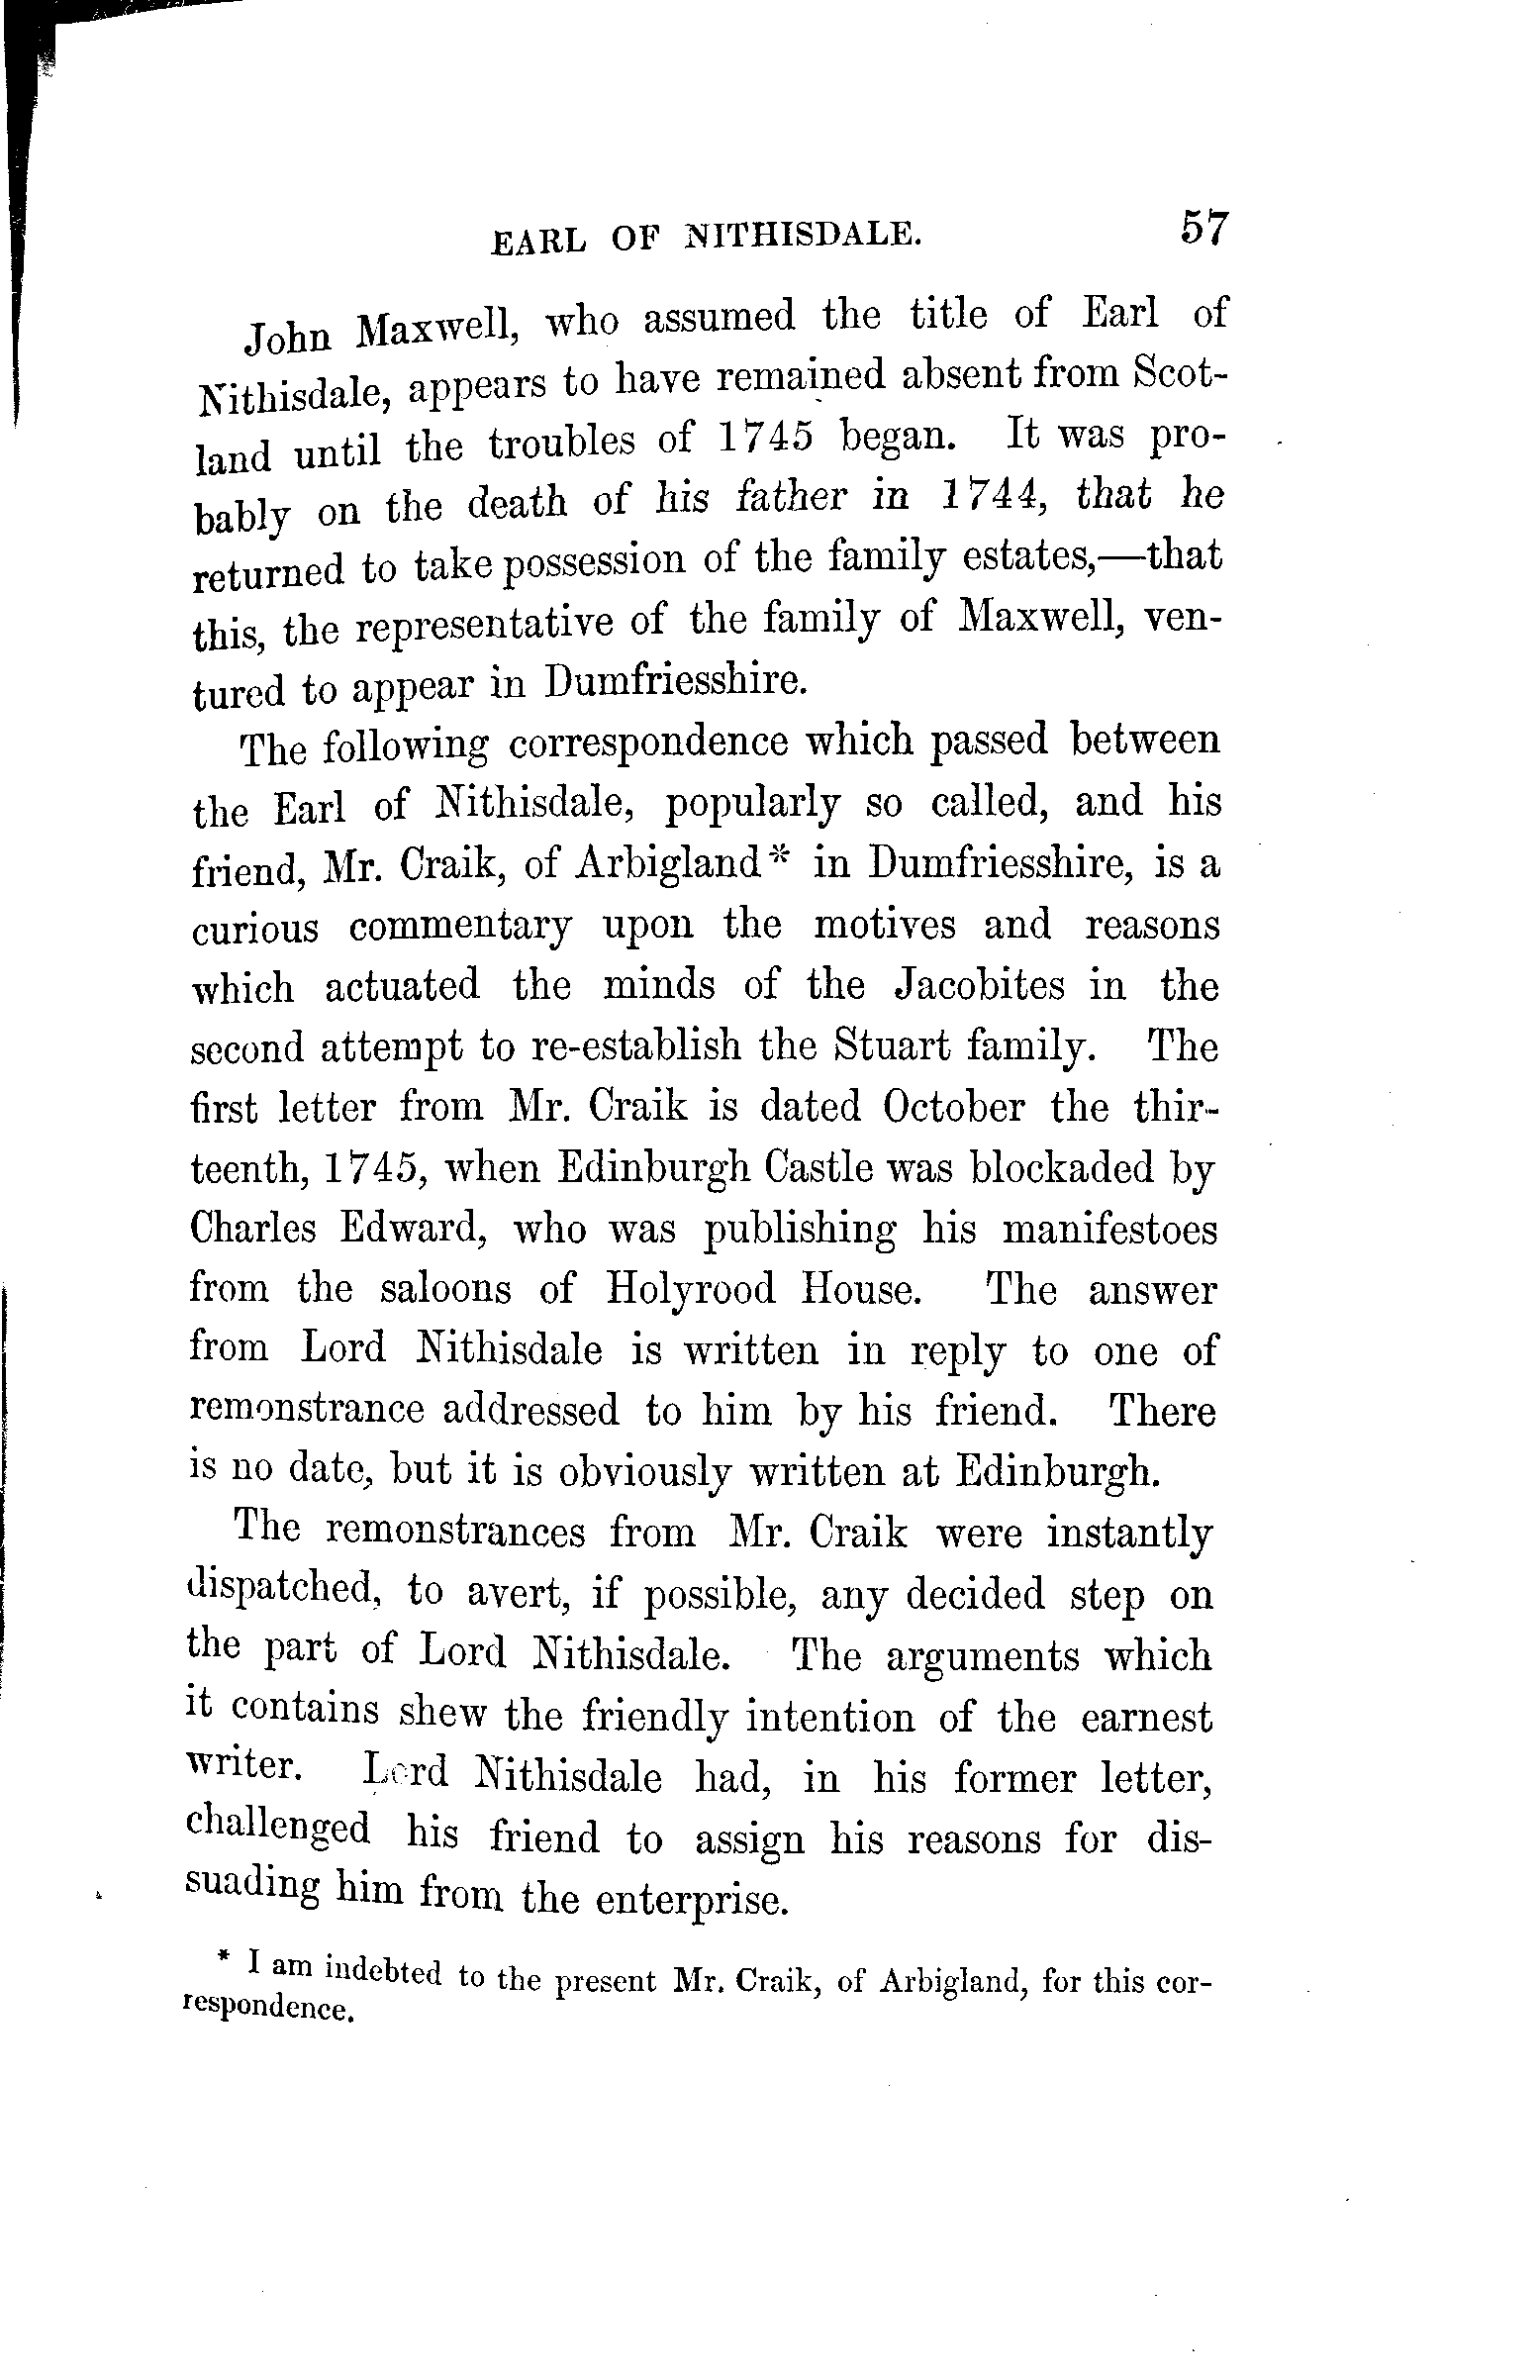 EARL OF NITHISDALE. 57
John Maxwell, who assumed the title of Earl of
Nithisdale, appears to have remained absent from Scot-
land until the troubles of 1745 began. It was pro-
bably on the death of his father in 1744, that he
returned to take possession of the family estates,—that
this, the representative of the family of Maxwell, ven-
tured to appear in Dumfriesshire.
The following correspondence which passed between
the Earl of Nithisdale, popularly so called, and his
friend, Mr. Craik, of Arbigland* in Dumfriesshire, is a
curious commentary upon the motives and reasons
which actuated the minds of the Jacobites in the
second attempt to re-establish the Stuart family. The
first letter from Mr. Craik is dated October the thir-
teenth, 1745, when Edinburgh Castle was blockaded by
Charles Edward, who was publishing his manifestoes
from the saloons of Holyrood House. The answer
from Lord Nithisdale is written in reply to one of
remonstrance addressed to him by his friend. There
is no date, but it is obviously written at Edinburgh.
The remonstrances from Mr. Craik were instantly
dispatched, to avert, if possible, any decided step on
the part of Lord Nithisdale. The arguments which
it contains shew the friendly intention of the earnest
writer. Lord Nithisdale had, in his former letter,
challenged his friend to assign his reasons for dis-
suading him from the enterprise.
* I am indebted to the present Mr. Craik, of Arbigland, for this cor-
respondence.